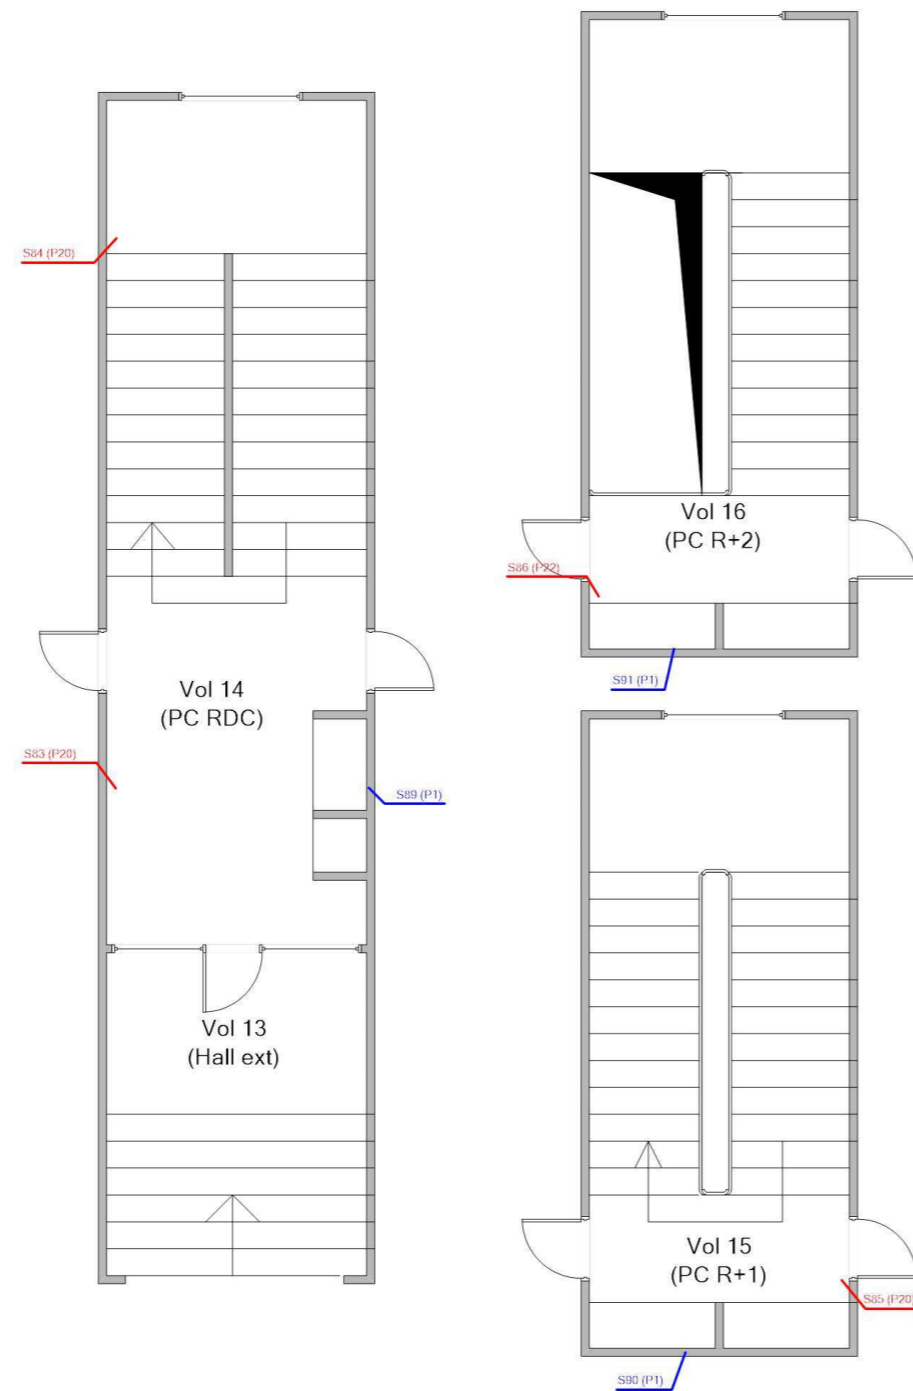 S84 (P20)
Vol 14
(PC RDC)
S83 (P20)
S89 (P1)
Vol 13
(Hall ext)
Vol 16
(PC R+2)
S86 (P22)
S91 (P1)
Vol 15
(PC R+1)
S85 (P20)
S90 (P1)